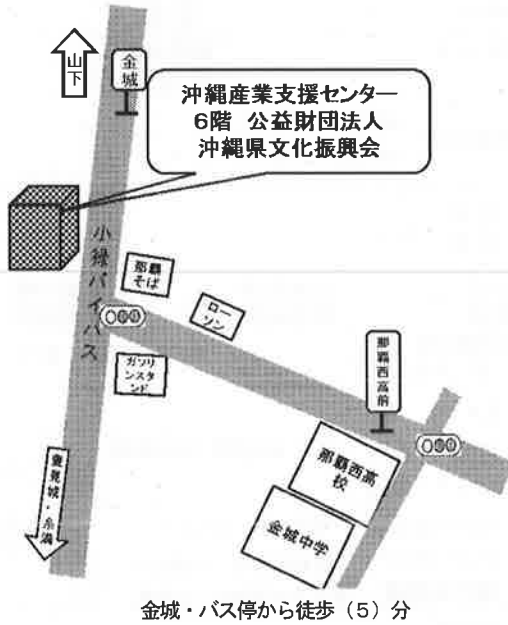 山下
金城
沖縄産業支援センター
6階 公益財団法人
沖縄県文化振興会
小禄バイパス
那覇
そば
ロー
ソン
ガソリ
ンスタ
ンド
那覇西高前
那覇西高
校
金城中学
豊見城・糸満
金城・バス停から徒歩（5）分